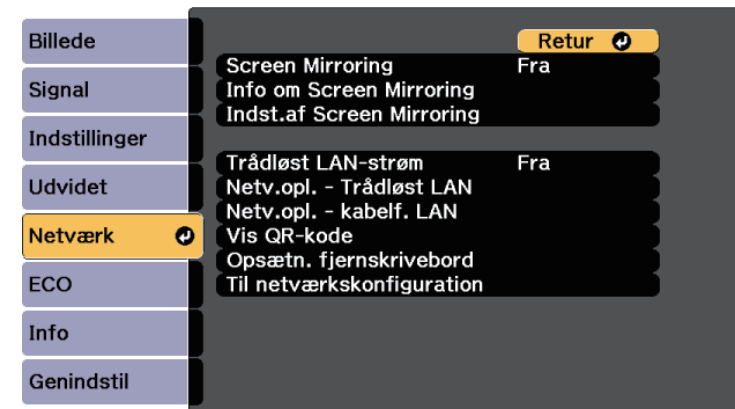 Billede
Signal
Indstillinger
Udvidet
Netværk
ECO
Info
Genindstil
Retur
Screen Mirroring Fra
Info om Screen Mirroring
Indst.af Screen Mirroring
Trådløst LAN-strøm Fra
Netv.opl. - Trådløst LAN
Netv.opl. - kabelf. LAN
Vis QR-kode
Opsætn. fjernskrivebord
Til netværkskonfiguration